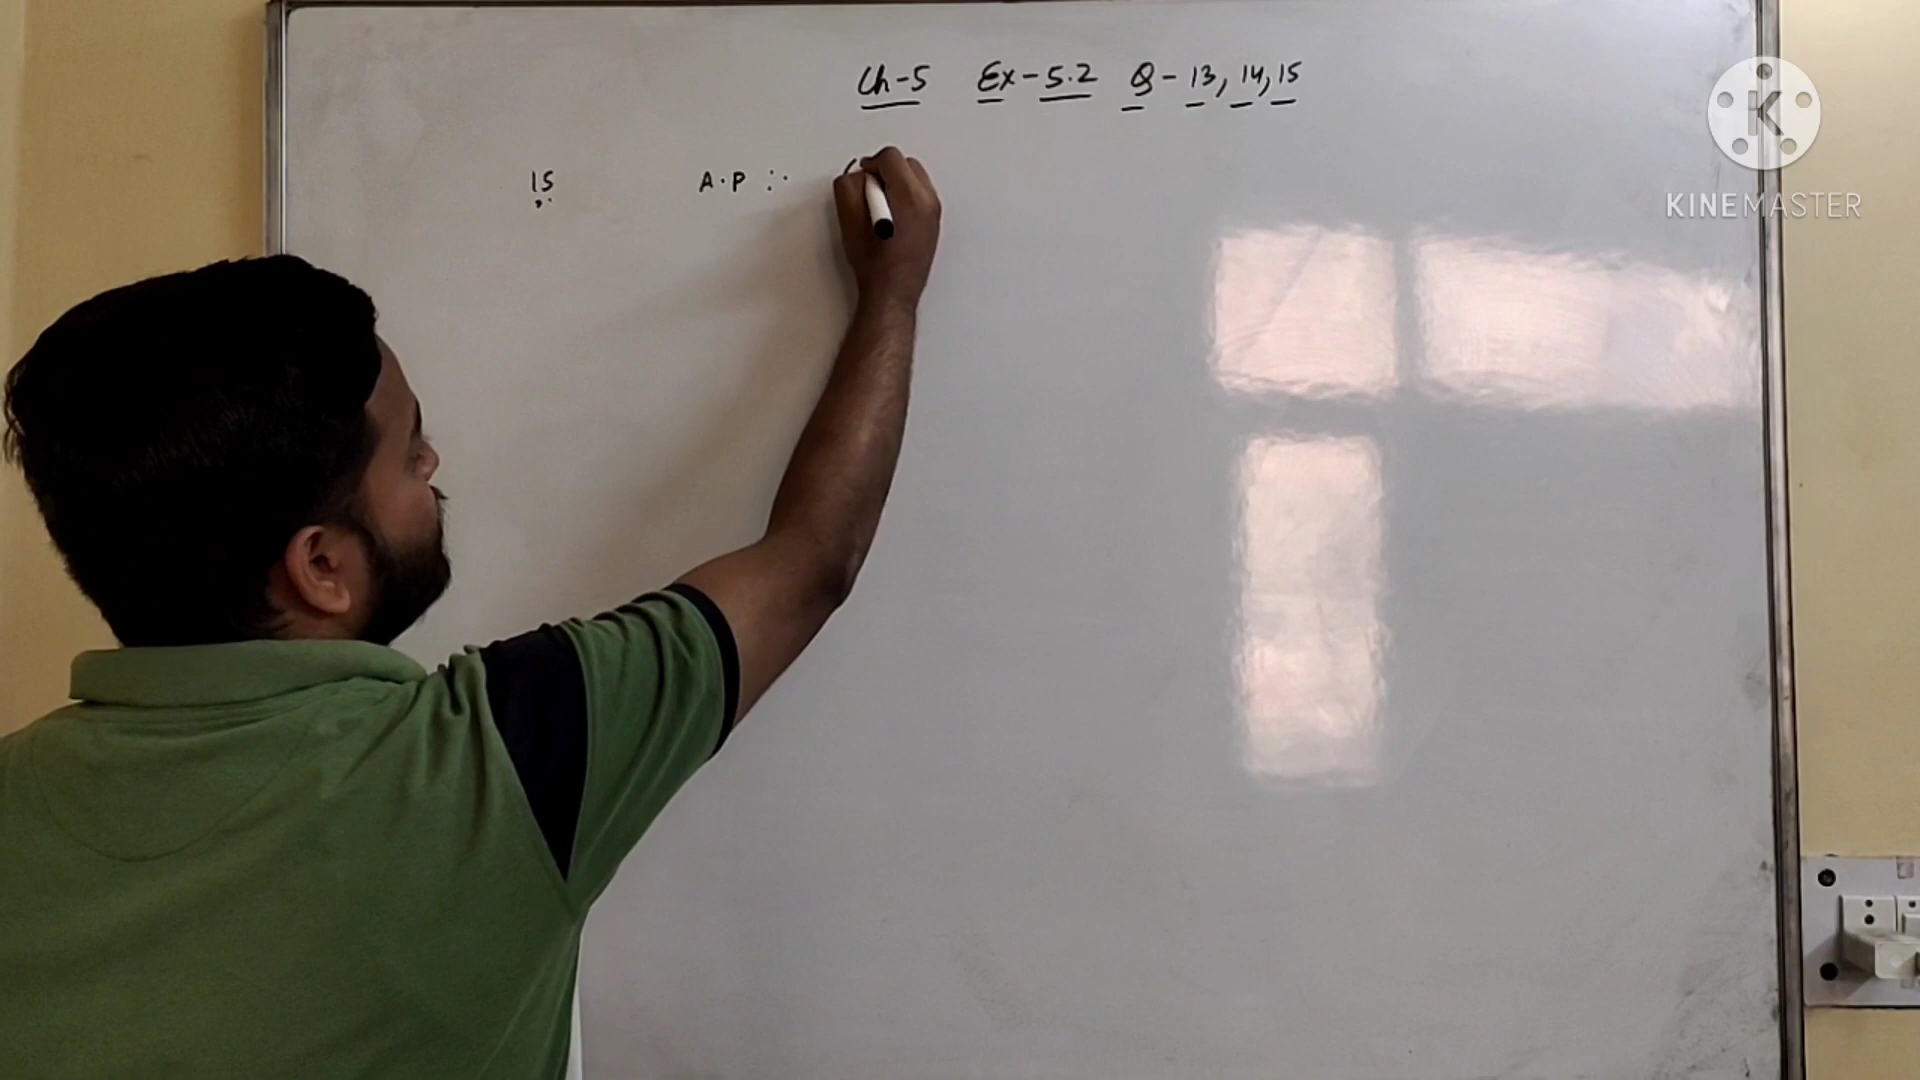 Ch-5 Ex-5.2 Q-13, 14, 15
15 A.P :- 
K
KINEMASTER